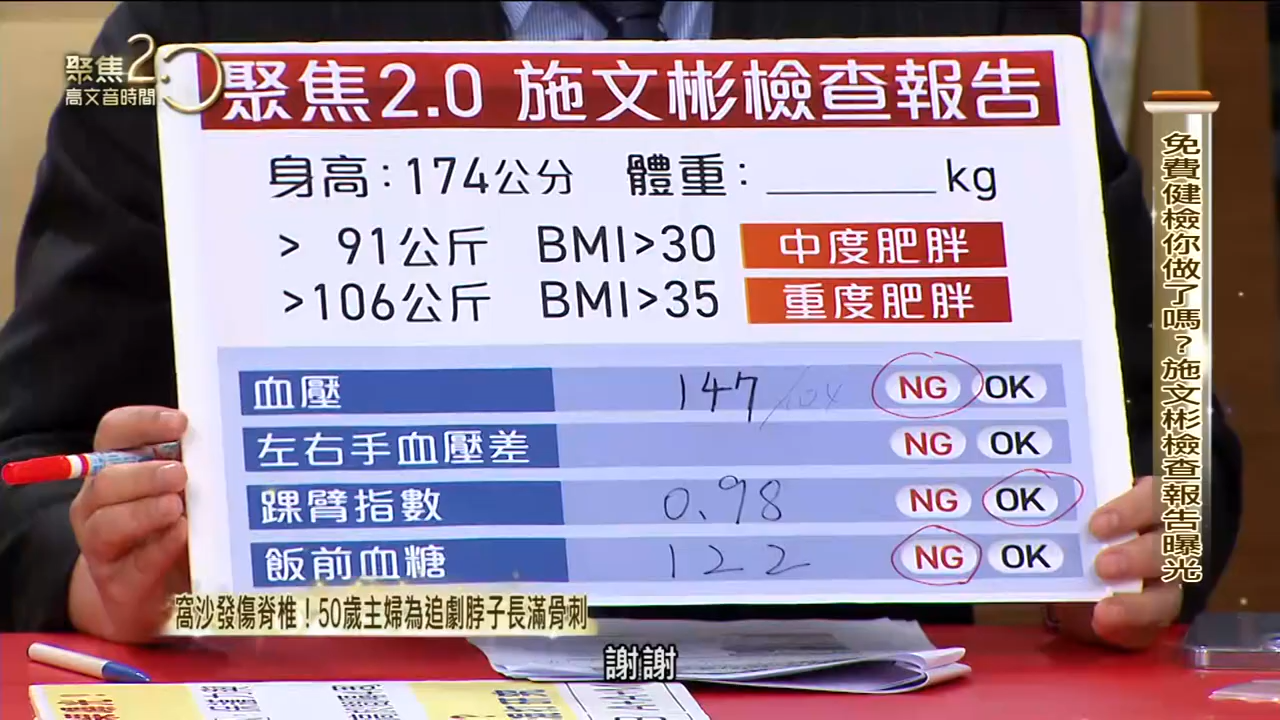 聚焦2.0
高文音時間
聚焦2.0 施文彬檢查報告
身高:174公分 體重:______kg
> 91公斤 BMI>30 中度肥胖
>106公斤 BMI>35 重度肥胖
血壓 147/104 NG OK
左右手血壓差 NG OK
踝臂指數 0.98 NG OK
飯前血糖 122 NG OK
免費健檢你做了嗎?施文彬檢查報告曝光
窩沙發傷脊椎!50歲主婦為追劇脖子長滿骨刺
謝謝